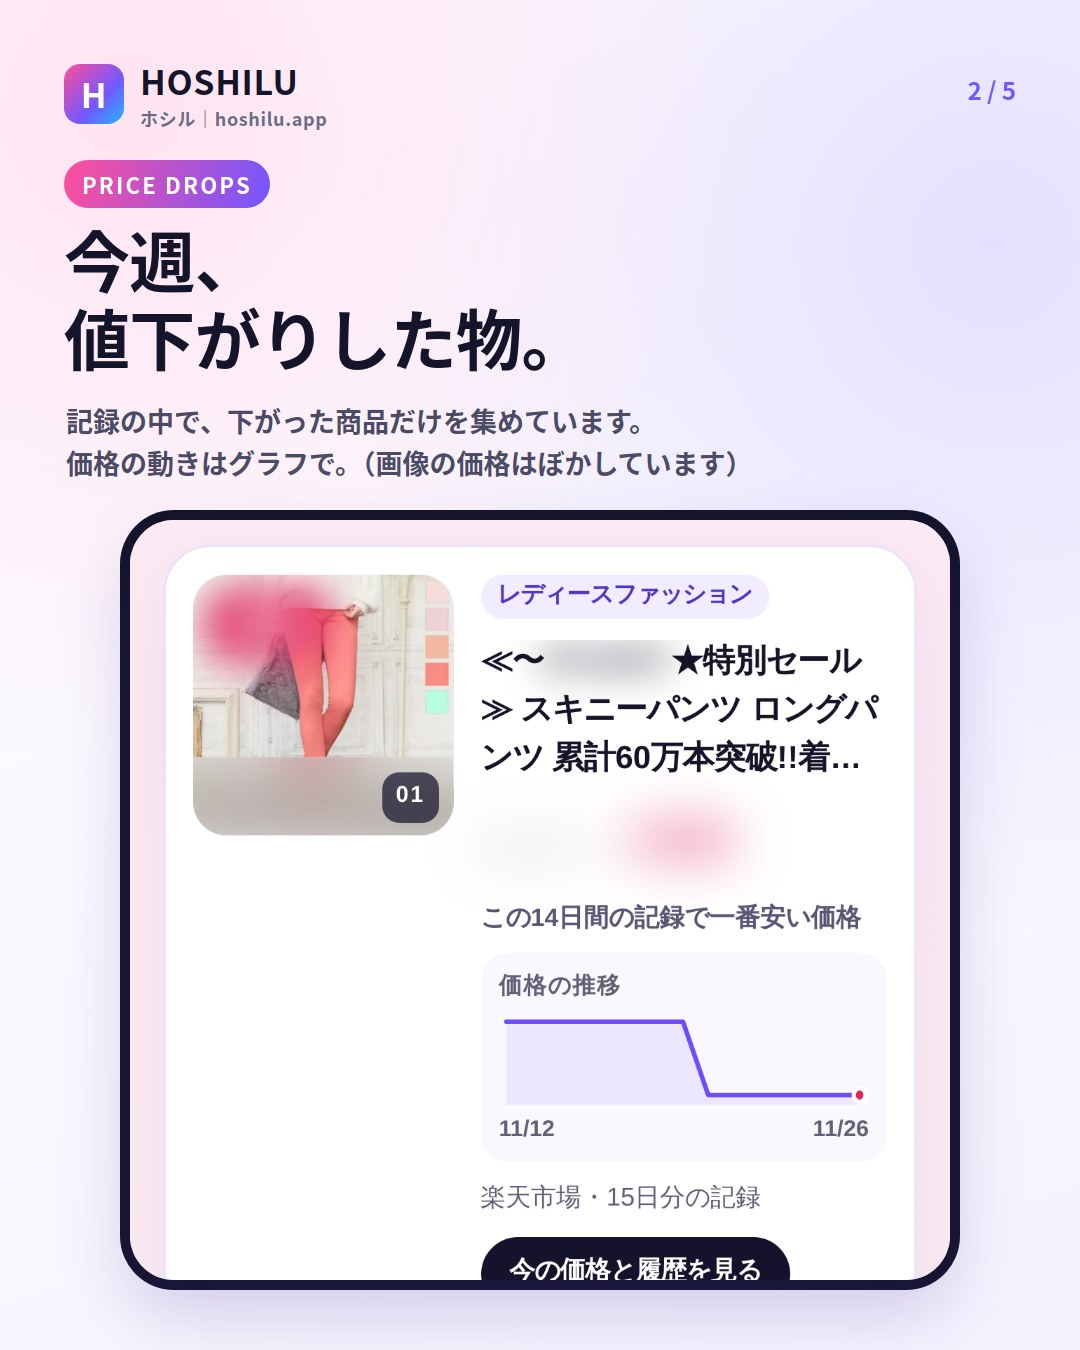 H
HOSHILU
ホシル｜hoshilu.app
2 / 5
PRICE DROPS
今週、
値下がりした物。
記録の中で、下がった商品だけを集めています。
価格の動きはグラフで。（画像の価格はぼかしています）
01
レディースファッション
≪〜
★特別セール
≫ スキニーパンツ ロングパ
ンツ 累計60万本突破!!着…
この14日間の記録で一番安い価格
価格の推移
11/12
11/26
楽天市場・15日分の記録
今の価格と履歴を見る